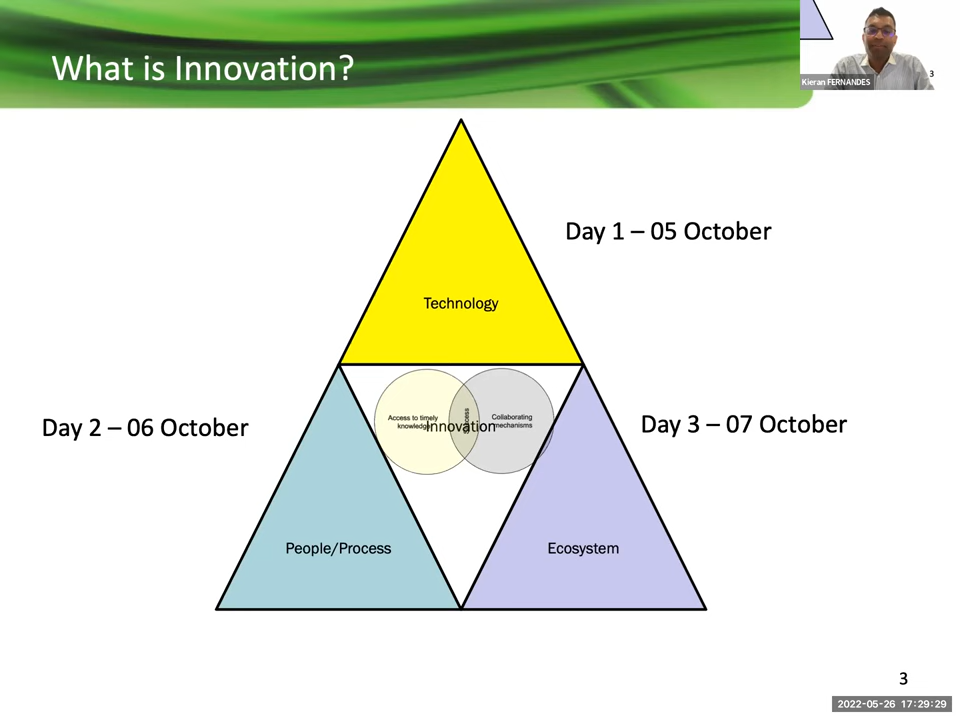 What is Innovation?
Kieran FERNANDES
3
Day 1 – 05 October
Technology
Day 2 – 06 October
Day 3 – 07 October
Access to timely
knowledge
Innovation
Collaborating
mechanisms
People/Process
Ecosystem
3
2022-05-26 17:29:29